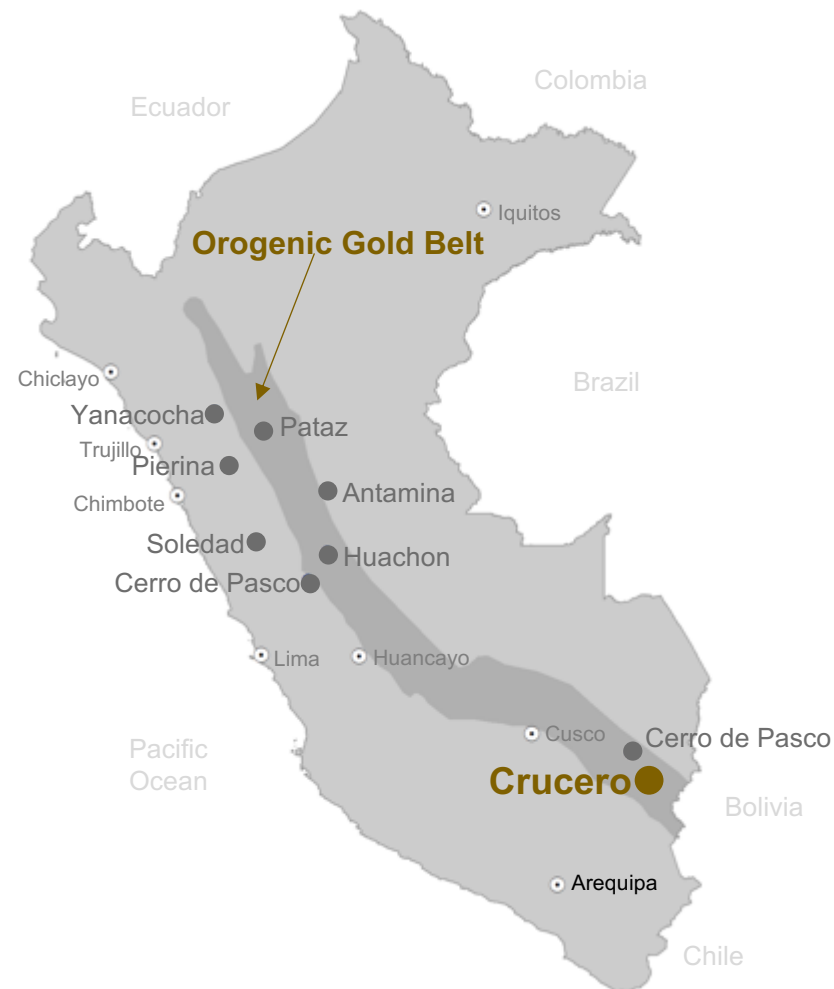 Colombia
Ecuador
Iquitos
Orogenic Gold Belt
Chiclayo
Brazil
Yanacocha
Pataz
Trujillo
Pierina
Antamina
Chimbote
Soledad
Huachon
Cerro de Pasco
Lima
Huancayo
Cusco
Cerro de Pasco
Pacific
Ocean
Crucero
Bolivia
Arequipa
Chile